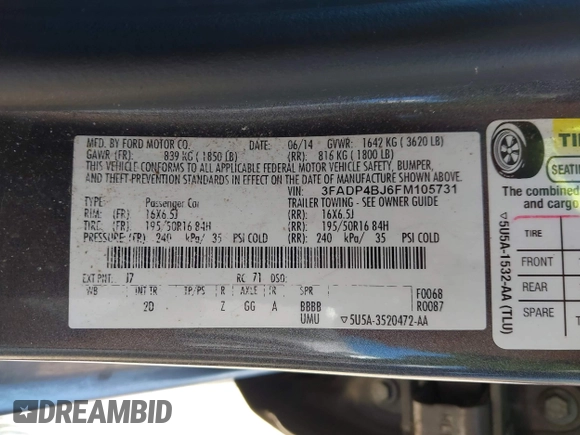 MFD. BY FORD MOTOR CO. DATE: 06/14 GVWR: 1642 KG ( 3620 LB)
GAWR (FR): 839 KG ( 1850 LB) (RR): 816 KG ( 1800 LB)
THIS VEHICLE CONFORMS TO ALL APPLICABLE FEDERAL MOTOR VEHICLE SAFETY, BUMPER,
AND THEFT PREVENTION STANDARDS IN EFFECT ON THE DATE OF MANUFACTURE SHOWN ABOVE.
VIN: 3FADP4BJ6FM105731
TYPE: Passenger Car TRAILER TOWING - SEE OWNER GUIDE
RIM: (FR) 16X6.5J (RR): 16X6.5J
TIRE: (FR) 195/50R16 84H (RR): 195/50R16 84H
PRESSURE (FR) 240 kPa/ 35 PSI COLD (RR): 240 kPa/ 35 PSI COLD
EXT PNT: J7 RC: 71 DSO:
WB INT TR TP/PS R AXLE TR SPR F0068
2D Z GG A BBBB R0087
UMU ▽5U5A-3520472-AA
SEATING
The combined
of cargo
▽5U5A-1532-AA (TLU)
TIRE
FRONT
REAR
SPARE
DREAMBID